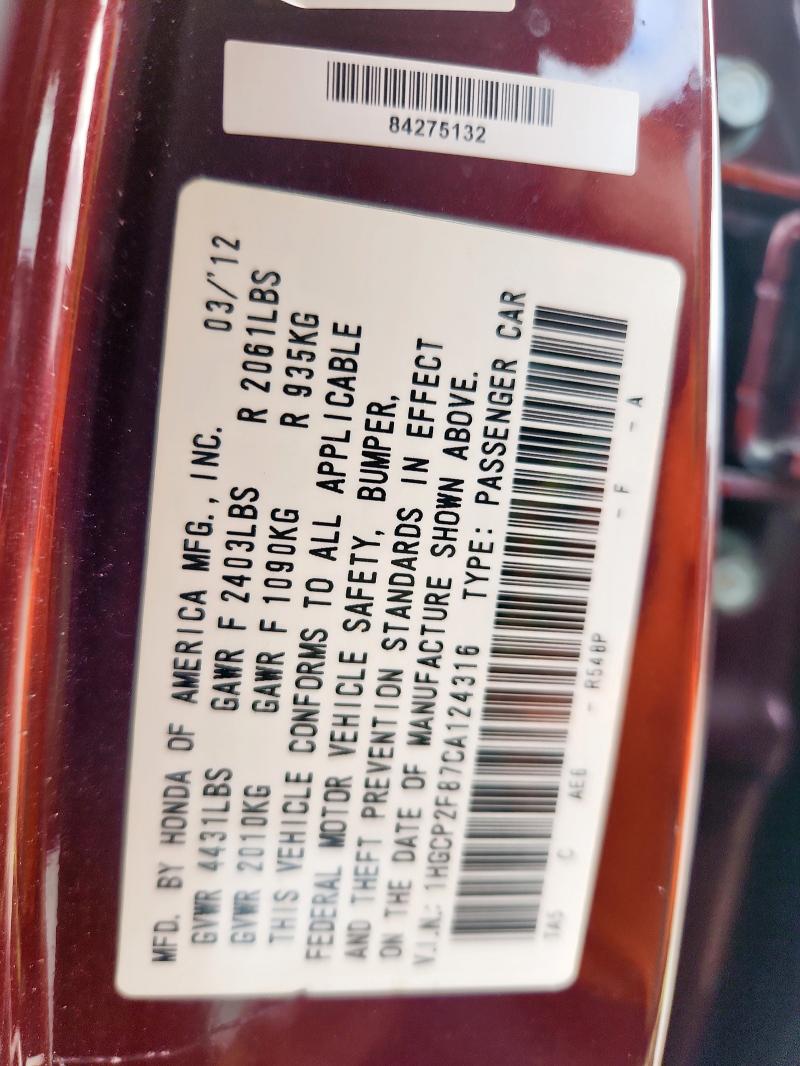 84275132
MFD. BY HONDA OF AMERICA MFG., INC. 03/'12
GVWR 4431LBS GAWR F 2403LBS R 2061LBS
GVWR 2010KG GAWR F 1090KG R 935KG
THIS VEHICLE CONFORMS TO ALL APPLICABLE
FEDERAL MOTOR VEHICLE SAFETY, BUMPER,
AND THEFT PREVENTION STANDARDS IN EFFECT
ON THE DATE OF MANUFACTURE SHOWN ABOVE.
V.I.N.: 1HGCP2F87CA124316 TYPE: PASSENGER CAR
TA5 C AE6 - R548P - F - A